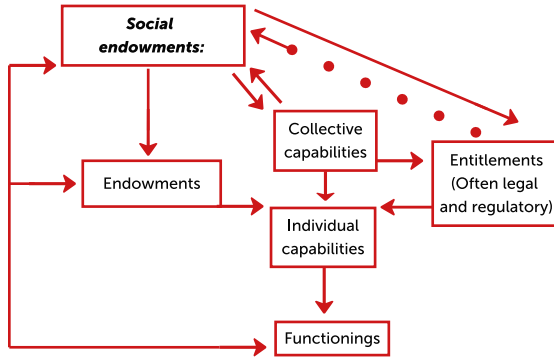 Social
endowments:
Collective
capabilities
Endowments
Entitlements
(Often legal
and regulatory)
Individual
capabilities
Functionings